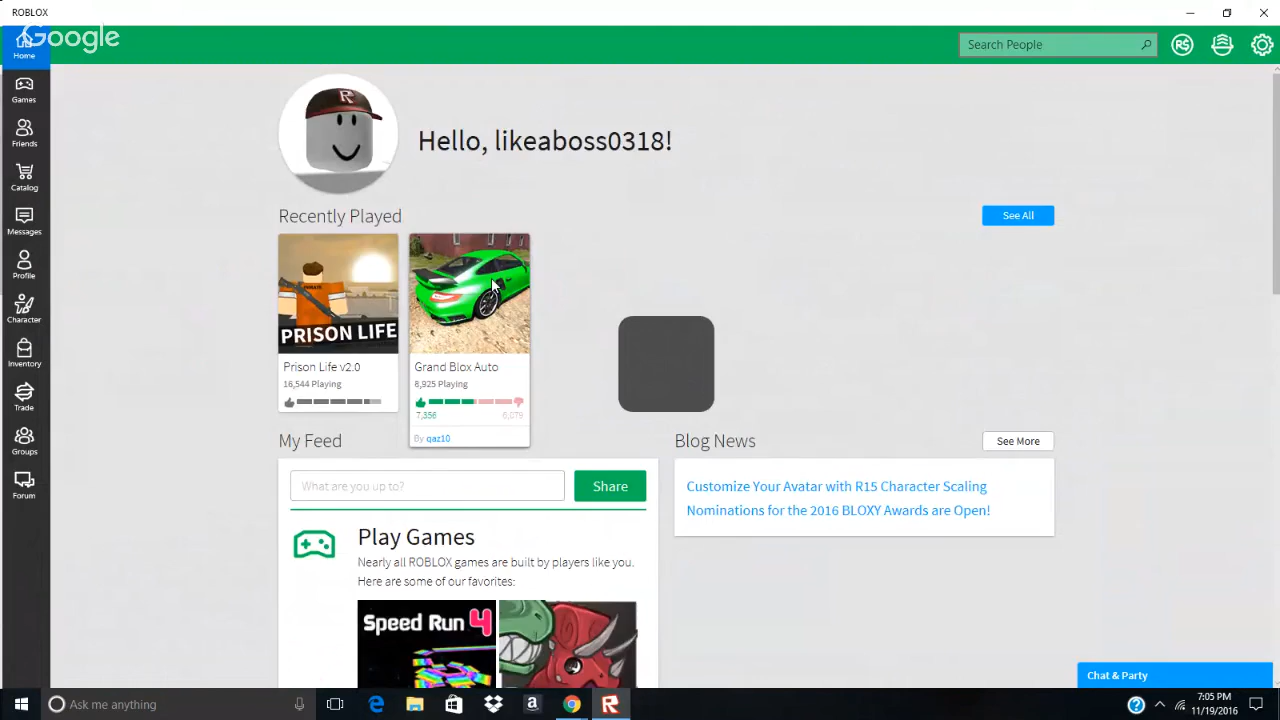 ROBLOX
Google
Home
Search People
R$
Games
Friends
Catalog
Messages
Profile
Character
Inventory
Trade
Groups
Forum
Hello, likeaboss0318!
Recently Played
See All
PRIVATE
PRISON LIFE
Prison Life v2.0
16,544 Playing
Grand Blox Auto
8,925 Playing
7,356
6,079
By qaz10
My Feed
What are you up to?
Share
Play Games
Nearly all ROBLOX games are built by players like you.
Here are some of our favorites:
Speed Run 4
Blog News
See More
Customize Your Avatar with R15 Character Scaling
Nominations for the 2016 BLOXY Awards are Open!
Chat & Party
Ask me anything
7:05 PM
11/19/2016